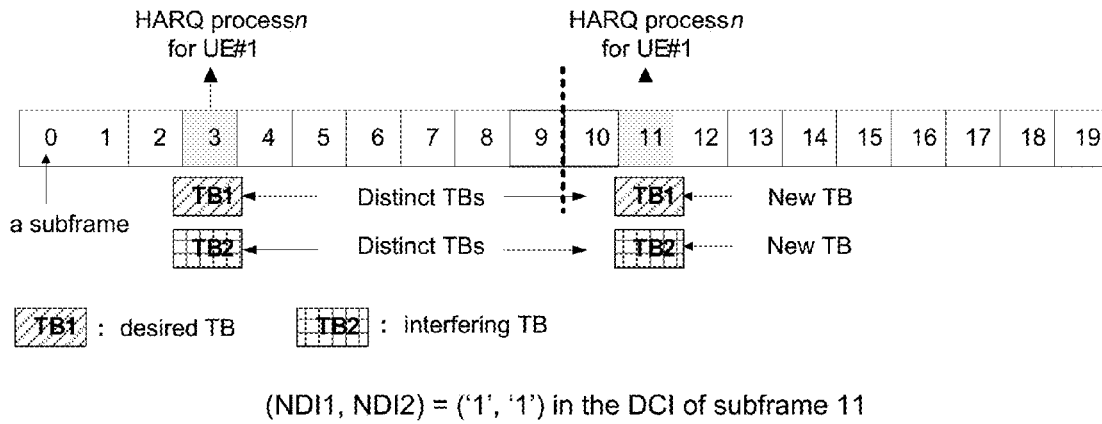 HARQ processn for UE#1
HARQ processn for UE#1
0 1 2 3 4 5 6 7 8 9 10 11 12 13 14 15 16 17 18 19
TB1 Distinct TBs TB1 New TB
a subframe
TB2 Distinct TBs TB2 New TB
TB1 : desired TB TB2 : interfering TB
(NDI1, NDI2) = ('1', '1') in the DCI of subframe 11